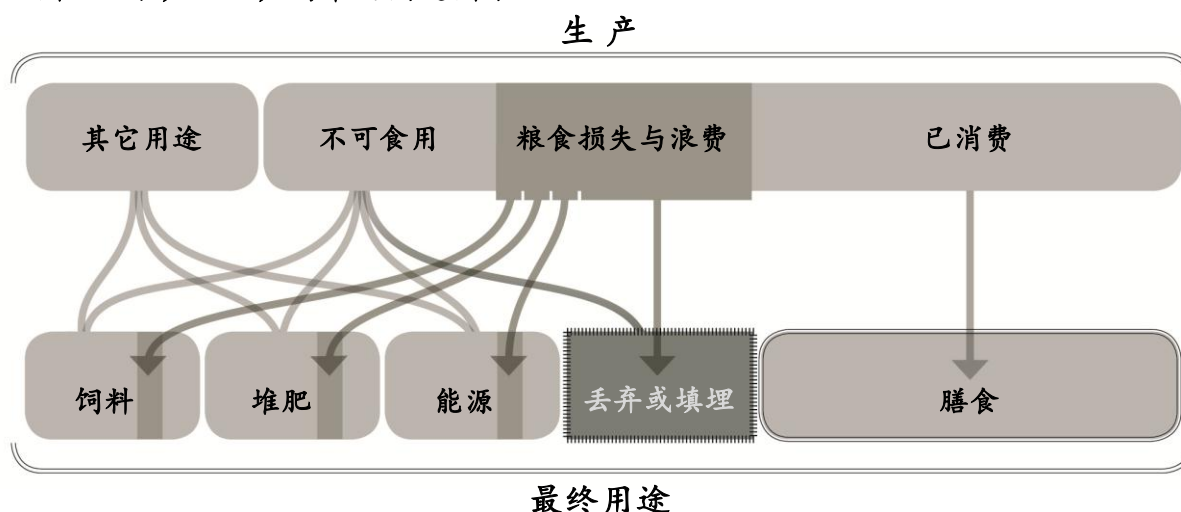 生产
其它用途 不可食用 粮食损失与浪费 已消费
饲料 堆肥 能源 丢弃或填埋 膳食
最终用途